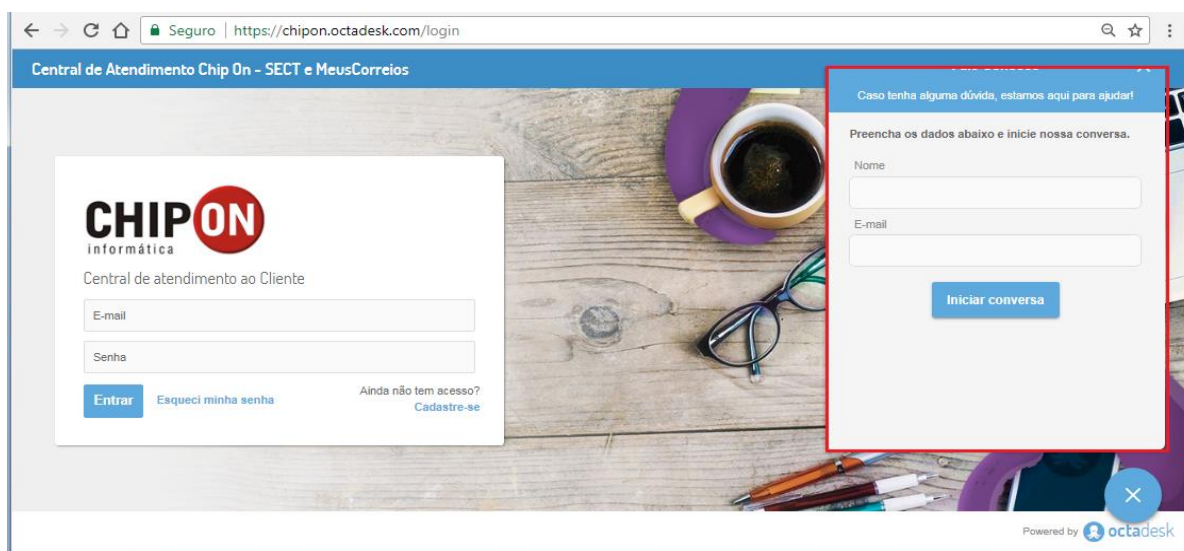 Seguro | https://chipon.octadesk.com/login
Central de Atendimento Chip On - SECT e MeusCorreios
Caso tenha alguma dúvida, estamos aqui para ajudar!
Preencha os dados abaixo e inicie nossa conversa.
Nome
E-mail
Iniciar conversa
CHIPON
informática
Central de atendimento ao Cliente
E-mail
Senha
Entrar
Esqueci minha senha
Ainda não tem acesso?
Cadastre-se
Powered by octadesk